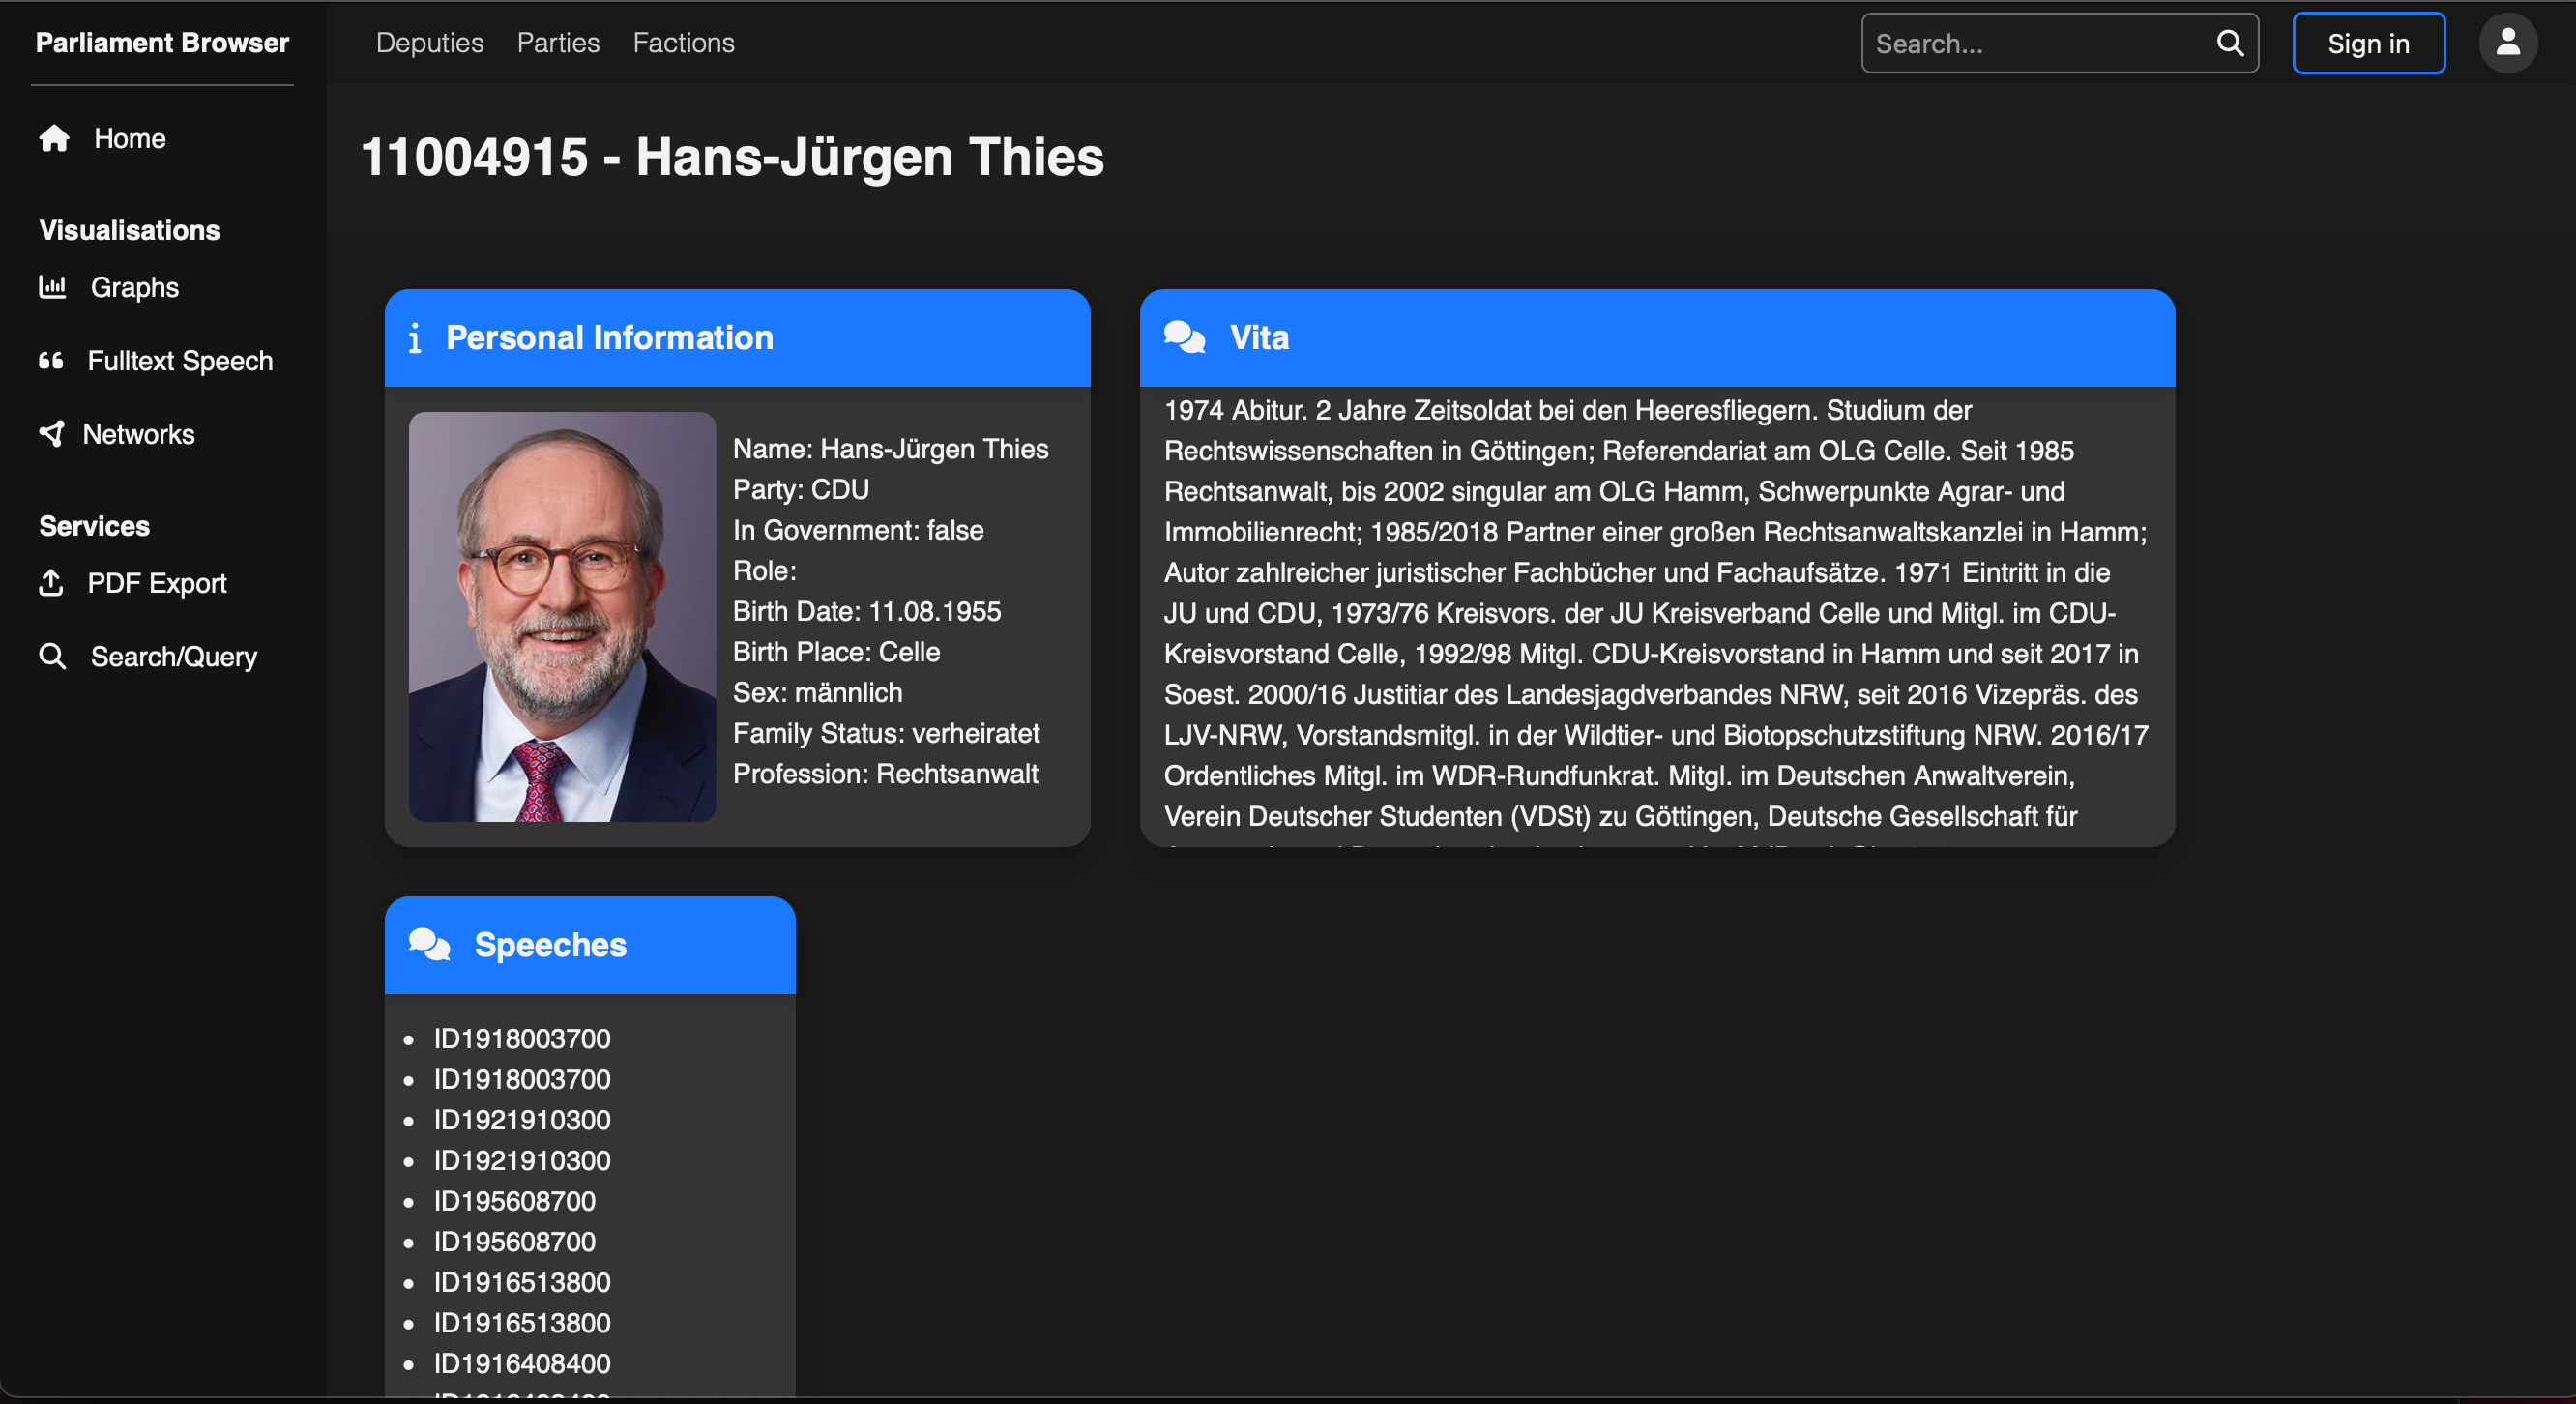 Parliament Browser
Deputies Parties Factions
Search...
Sign in
Home
Visualisations
Graphs
Fulltext Speech
Networks
Services
PDF Export
Search/Query
11004915 - Hans-Jürgen Thies
Personal Information
Name: Hans-Jürgen Thies
Party: CDU
In Government: false
Role:
Birth Date: 11.08.1955
Birth Place: Celle
Sex: männlich
Family Status: verheiratet
Profession: Rechtsanwalt
Vita
1974 Abitur. 2 Jahre Zeitsoldat bei den Heeresfliegern. Studium der
Rechtswissenschaften in Göttingen; Referendariat am OLG Celle. Seit 1985
Rechtsanwalt, bis 2002 singular am OLG Hamm, Schwerpunkte Agrar- und
Immobilienrecht; 1985/2018 Partner einer großen Rechtsanwaltskanzlei in Hamm;
Autor zahlreicher juristischer Fachbücher und Fachaufsätze. 1971 Eintritt in die
JU und CDU, 1973/76 Kreisvors. der JU Kreisverband Celle und Mitgl. im CDU-
Kreisvorstand Celle, 1992/98 Mitgl. CDU-Kreisvorstand in Hamm und seit 2017 in
Soest. 2000/16 Justitiar des Landesjagdverbandes NRW, seit 2016 Vizepräs. des
LJV-NRW, Vorstandsmitgl. in der Wildtier- und Biotopschutzstiftung NRW. 2016/17
Ordentliches Mitgl. im WDR-Rundfunkrat. Mitgl. im Deutschen Anwaltverein,
Verein Deutscher Studenten (VDSt) zu Göttingen, Deutsche Gesellschaft für
Speeches
ID1918003700
ID1918003700
ID1921910300
ID1921910300
ID195608700
ID195608700
ID1916513800
ID1916513800
ID1916408400